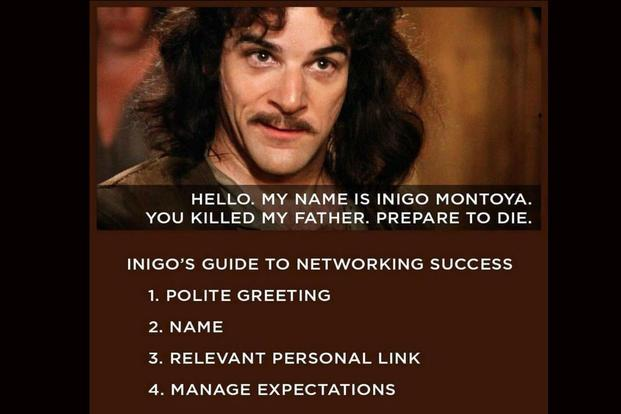 HELLO. MY NAME IS INIGO MONTOYA.
YOU KILLED MY FATHER. PREPARE TO DIE.
INIGO'S GUIDE TO NETWORKING SUCCESS
1. POLITE GREETING
2. NAME
3. RELEVANT PERSONAL LINK
4. MANAGE EXPECTATIONS